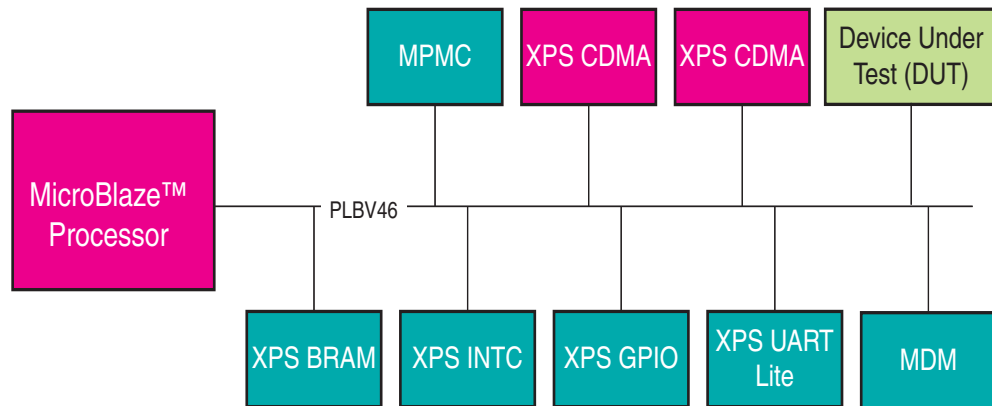 MPMC
XPS CDMA
XPS CDMA
Device Under
Test (DUT)
MicroBlaze™
Processor
PLBV46
XPS BRAM
XPS INTC
XPS GPIO
XPS UART
Lite
MDM